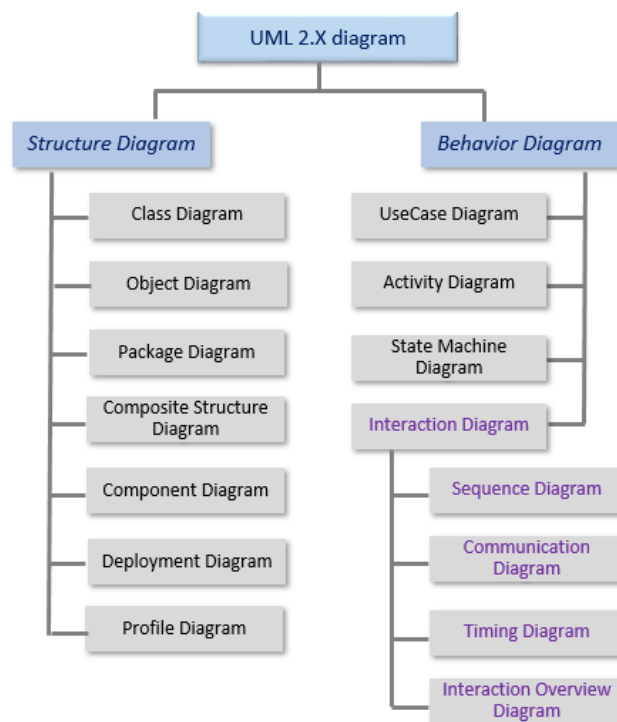 UML 2.X diagram
Structure Diagram
Behavior Diagram
Class Diagram
Object Diagram
Package Diagram
Composite Structure
Diagram
Component Diagram
Deployment Diagram
Profile Diagram
UseCase Diagram
Activity Diagram
State Machine
Diagram
Interaction Diagram
Sequence Diagram
Communication
Diagram
Timing Diagram
Interaction Overview
Diagram